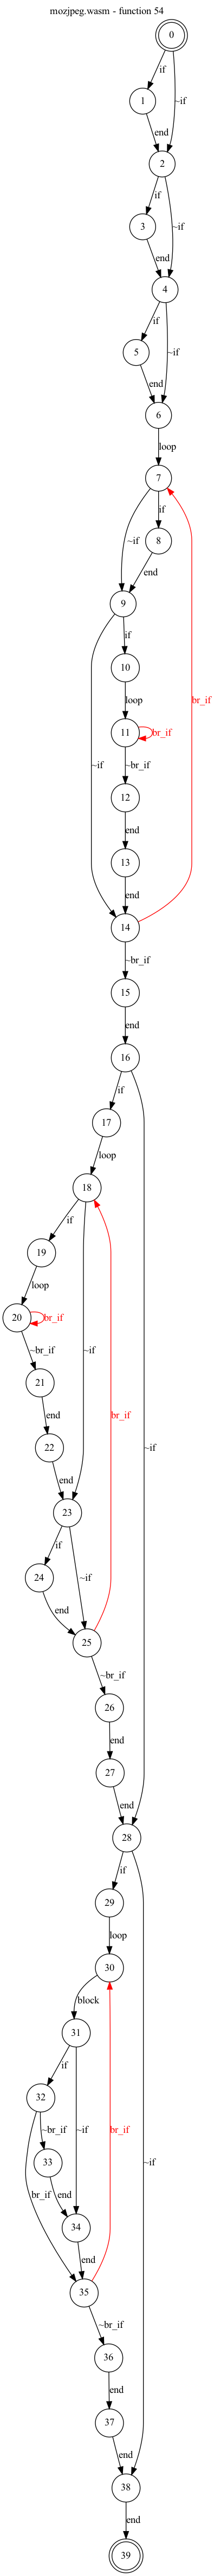 mozjpeg.wasm - function 54
0
if
1
~if
end
2
if
3
~if
end
4
if
5
~if
end
6
loop
7
if
~if
8
end
9
if
10
~if
loop
br_if
11
br_if
~br_if
12
end
13
end
14
~br_if
15
end
16
if
17
loop
18
if
19
loop
20
br_if
~if
br_if
~if
~br_if
21
end
22
end
23
if
24
~if
end
25
~br_if
26
end
27
end
28
if
29
loop
30
block
31
if
32
~br_if
~if
br_if
~if
33
br_if
end
34
end
35
~br_if
36
end
37
end
38
end
39